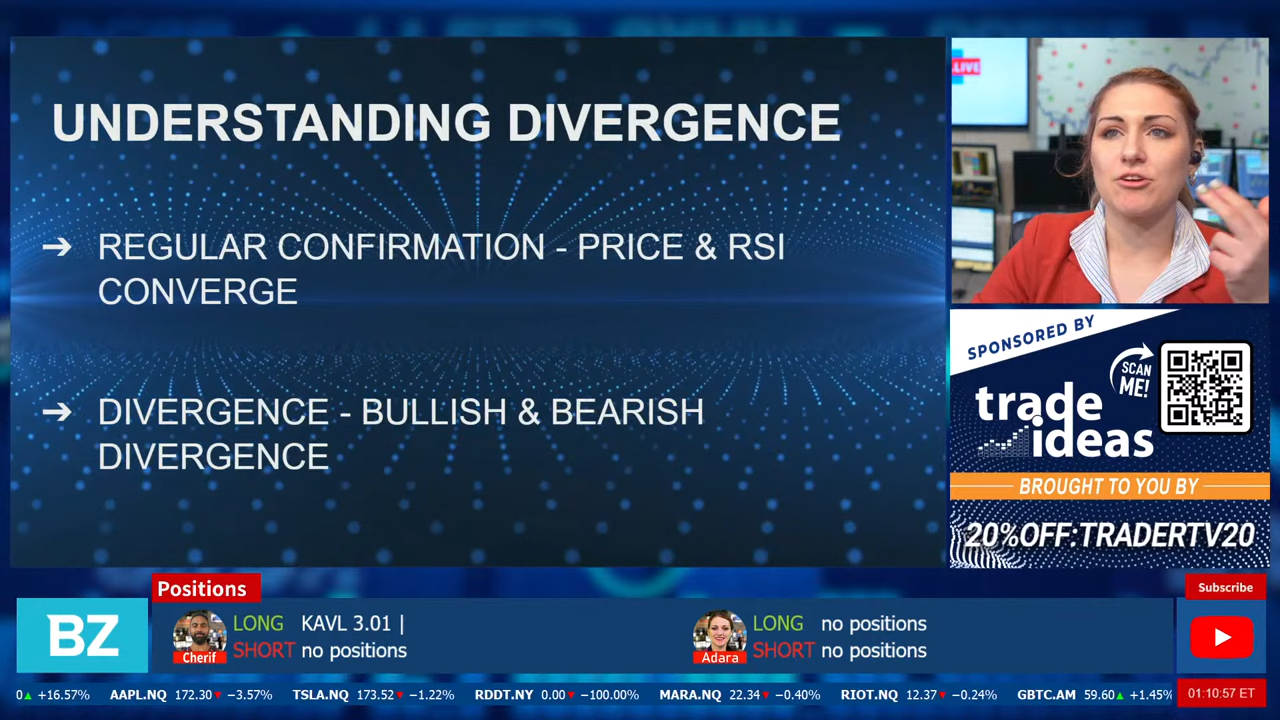 UNDERSTANDING DIVERGENCE
➔ REGULAR CONFIRMATION - PRICE & RSI
CONVERGE
➔ DIVERGENCE - BULLISH & BEARISH
DIVERGENCE
LIVE
SPONSORED BY
SCAN
ME!
trade
ideas
BROUGHT TO YOU BY
20%OFF:TRADERTV20
Positions
Subscribe
BZ
Cherif
LONG KAVL 3.01 |
SHORT no positions
Adara
LONG no positions
SHORT no positions
0▲ +16.57% AAPL.NQ 172.30▼ −3.57% TSLA.NQ 173.52▼ −1.22% RDDT.NY 0.00▼ −100.00% MARA.NQ 22.34▼ −0.40% RIOT.NQ 12.37▼ −0.24% GBTC.AM 59.60▲ +1.45%
01:10:57 ET